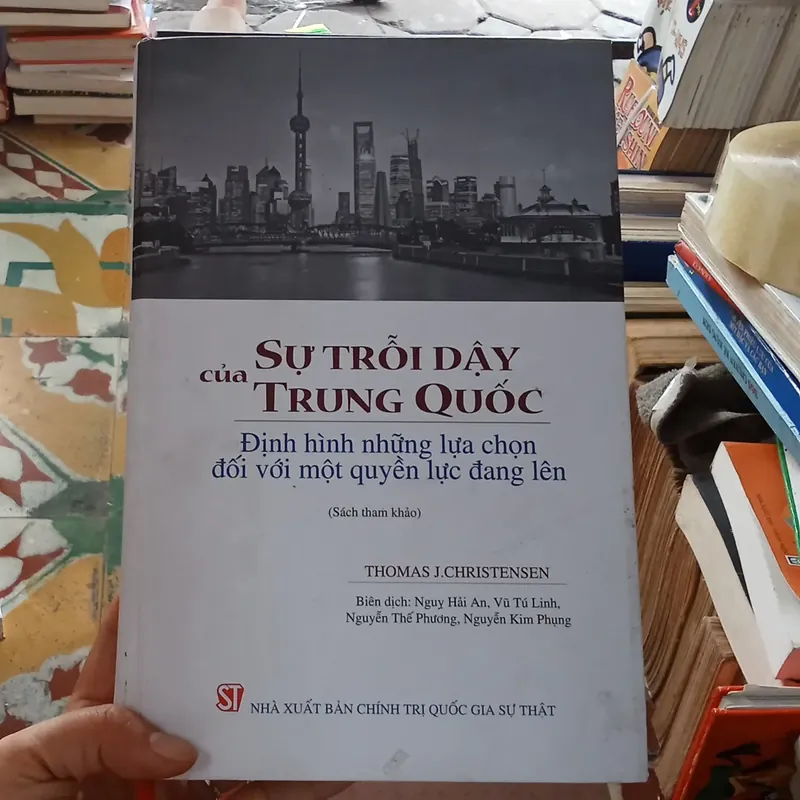 SỰ TRỖI DẬY
của TRUNG QUỐC
Định hình những lựa chọn
đối với một quyền lực đang lên
(Sách tham khảo)
THOMAS J.CHRISTENSEN
Biên dịch: Nguỵ Hải An, Vũ Tú Linh,
Nguyễn Thế Phương, Nguyễn Kim Phụng
ST NHÀ XUẤT BẢN CHÍNH TRỊ QUỐC GIA SỰ THẬT